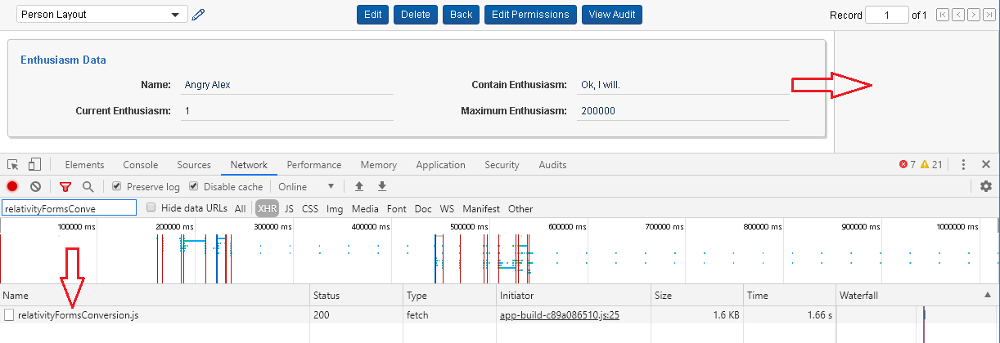 Person Layout Edit Delete Back Edit Permissions View Audit Record 1 of 1
Enthusiasm Data
Name: Angry Alex Contain Enthusiasm: Ok, I will.
Current Enthusiasm: 1 Maximum Enthusiasm: 200000
Elements Console Sources Network Performance Memory Application Security Audits 7 21
Preserve log Disable cache Online
relativityFormsConve Hide data URLs All XHR JS CSS Img Media Font Doc WS Manifest Other
100000 ms 200000 ms 300000 ms 400000 ms 500000 ms 600000 ms 700000 ms 800000 ms 900000 ms 1000000 ms
Name Status Type Initiator Size Time Waterfall
relativityFormsConversion.js 200 fetch app-build-c89a086510.js:25 1.6 KB 1.66 s